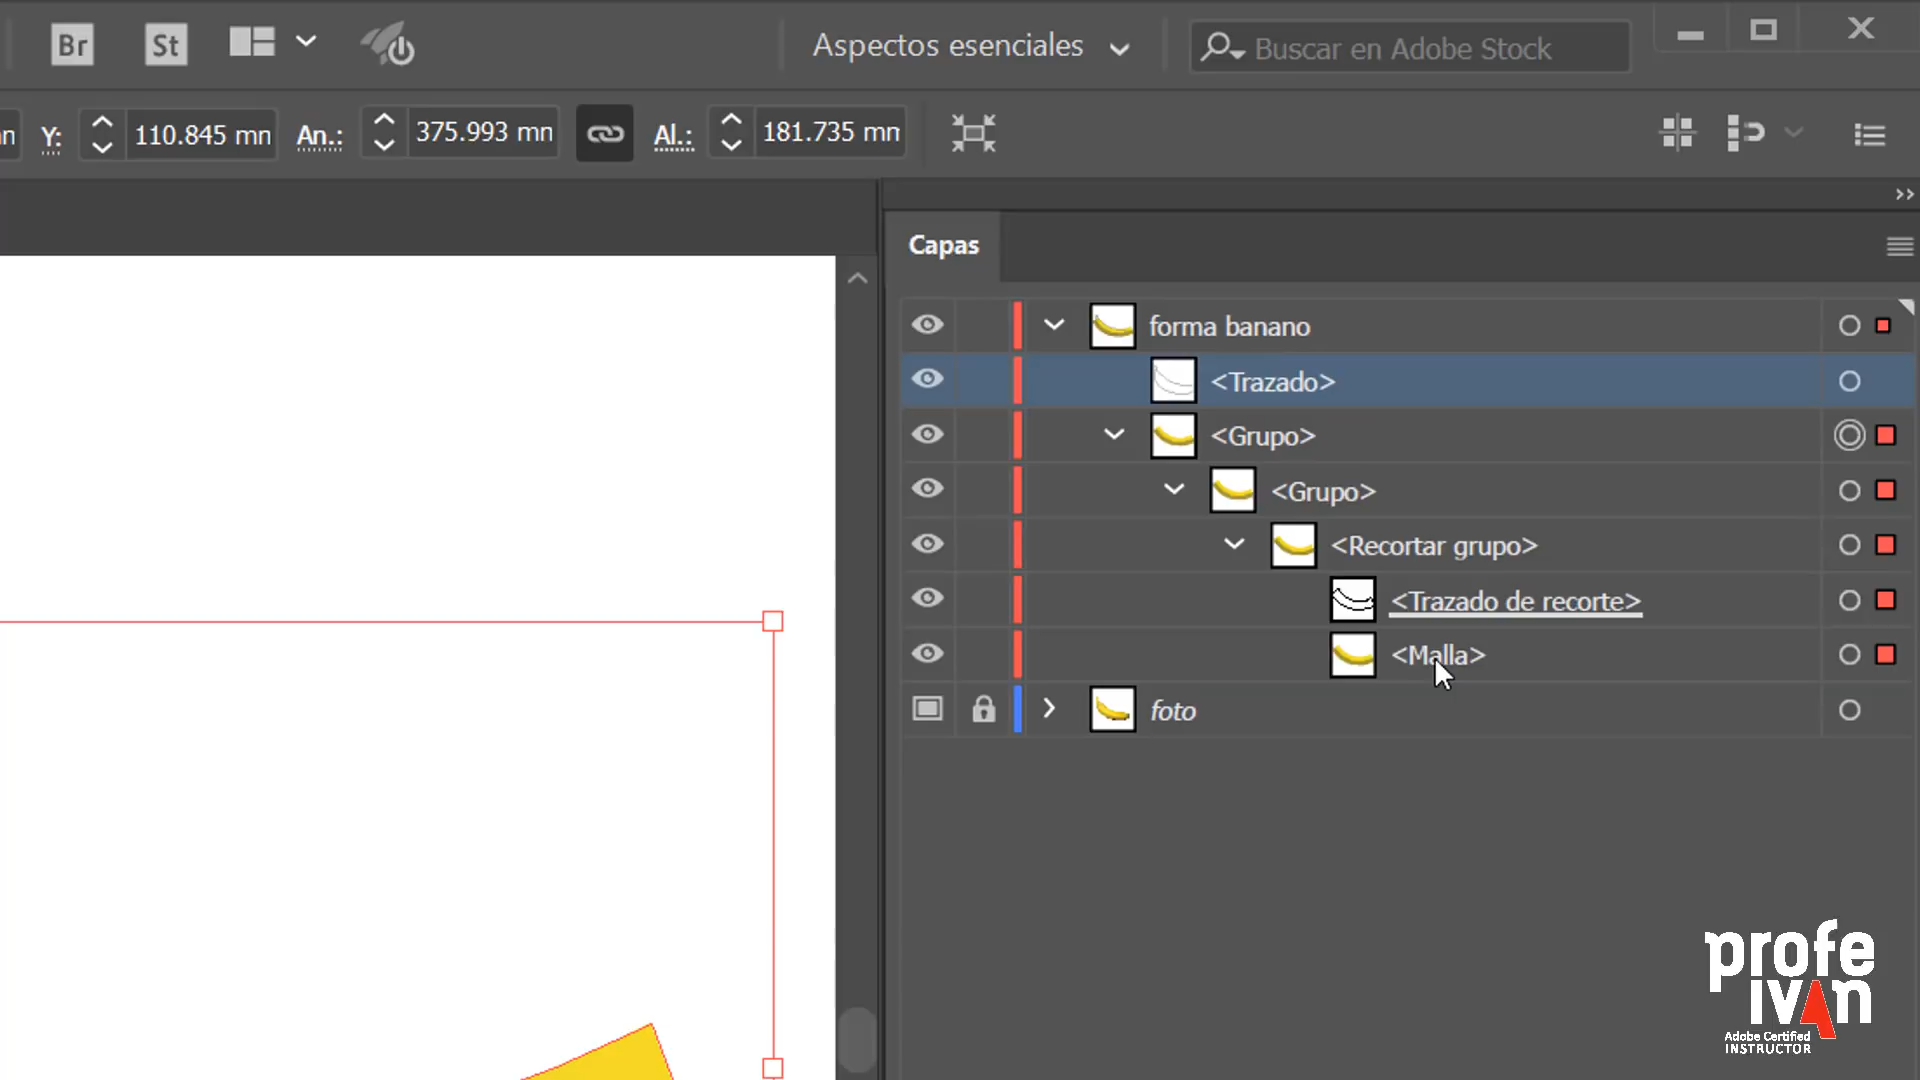 Br St Aspectos esenciales Buscar en Adobe Stock
Y: 110.845 mn An.: 375.993 mn Al.: 181.735 mn
Capas
forma banano
<Trazado>
<Grupo>
<Grupo>
<Recortar grupo>
<Trazado de recorte>
<Malla>
foto
profe
ivan
Adobe Certified
INSTRUCTOR